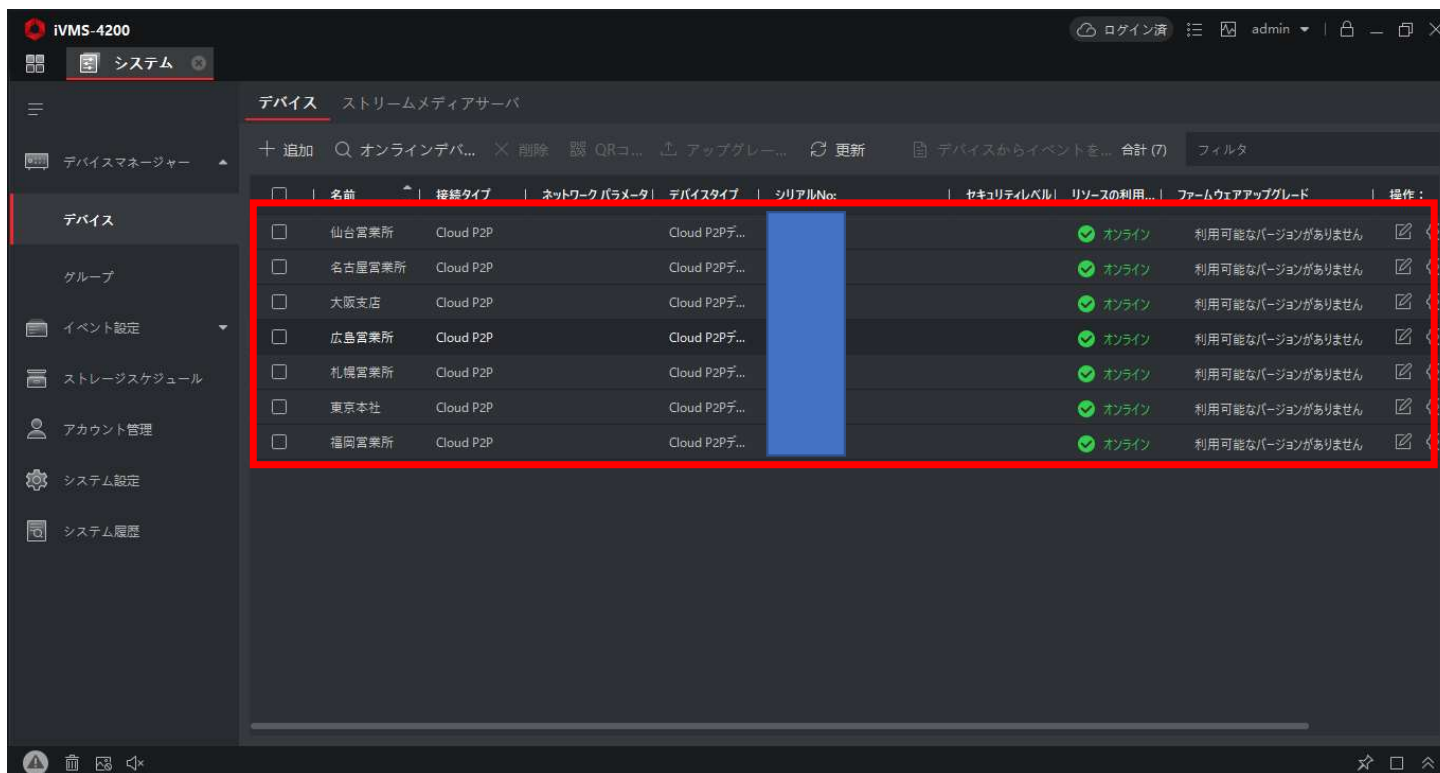 iVMS-4200 ログイン済 admin
システム
デバイス ストリームメディアサーバ
デバイスマネージャー
追加 オンラインデバ... 削除 QRコ... アップグレー... 更新 デバイスからイベントを... 合計 (7) フィルタ
名前 接続タイプ ネットワーク パラメータ デバイスタイプ シリアルNo: セキュリティレベル リソースの利用... ファームウェアアップグレード 操作 :
デバイス
仙台営業所 Cloud P2P Cloud P2Pデ... オンライン 利用可能なバージョンがありません
名古屋営業所 Cloud P2P Cloud P2Pデ... オンライン 利用可能なバージョンがありません
グループ
大阪支店 Cloud P2P Cloud P2Pデ... オンライン 利用可能なバージョンがありません
イベント設定
広島営業所 Cloud P2P Cloud P2Pデ... オンライン 利用可能なバージョンがありません
札幌営業所 Cloud P2P Cloud P2Pデ... オンライン 利用可能なバージョンがありません
ストレージスケジュール
東京本社 Cloud P2P Cloud P2Pデ... オンライン 利用可能なバージョンがありません
アカウント管理
福岡営業所 Cloud P2P Cloud P2Pデ... オンライン 利用可能なバージョンがありません
システム設定
システム履歴